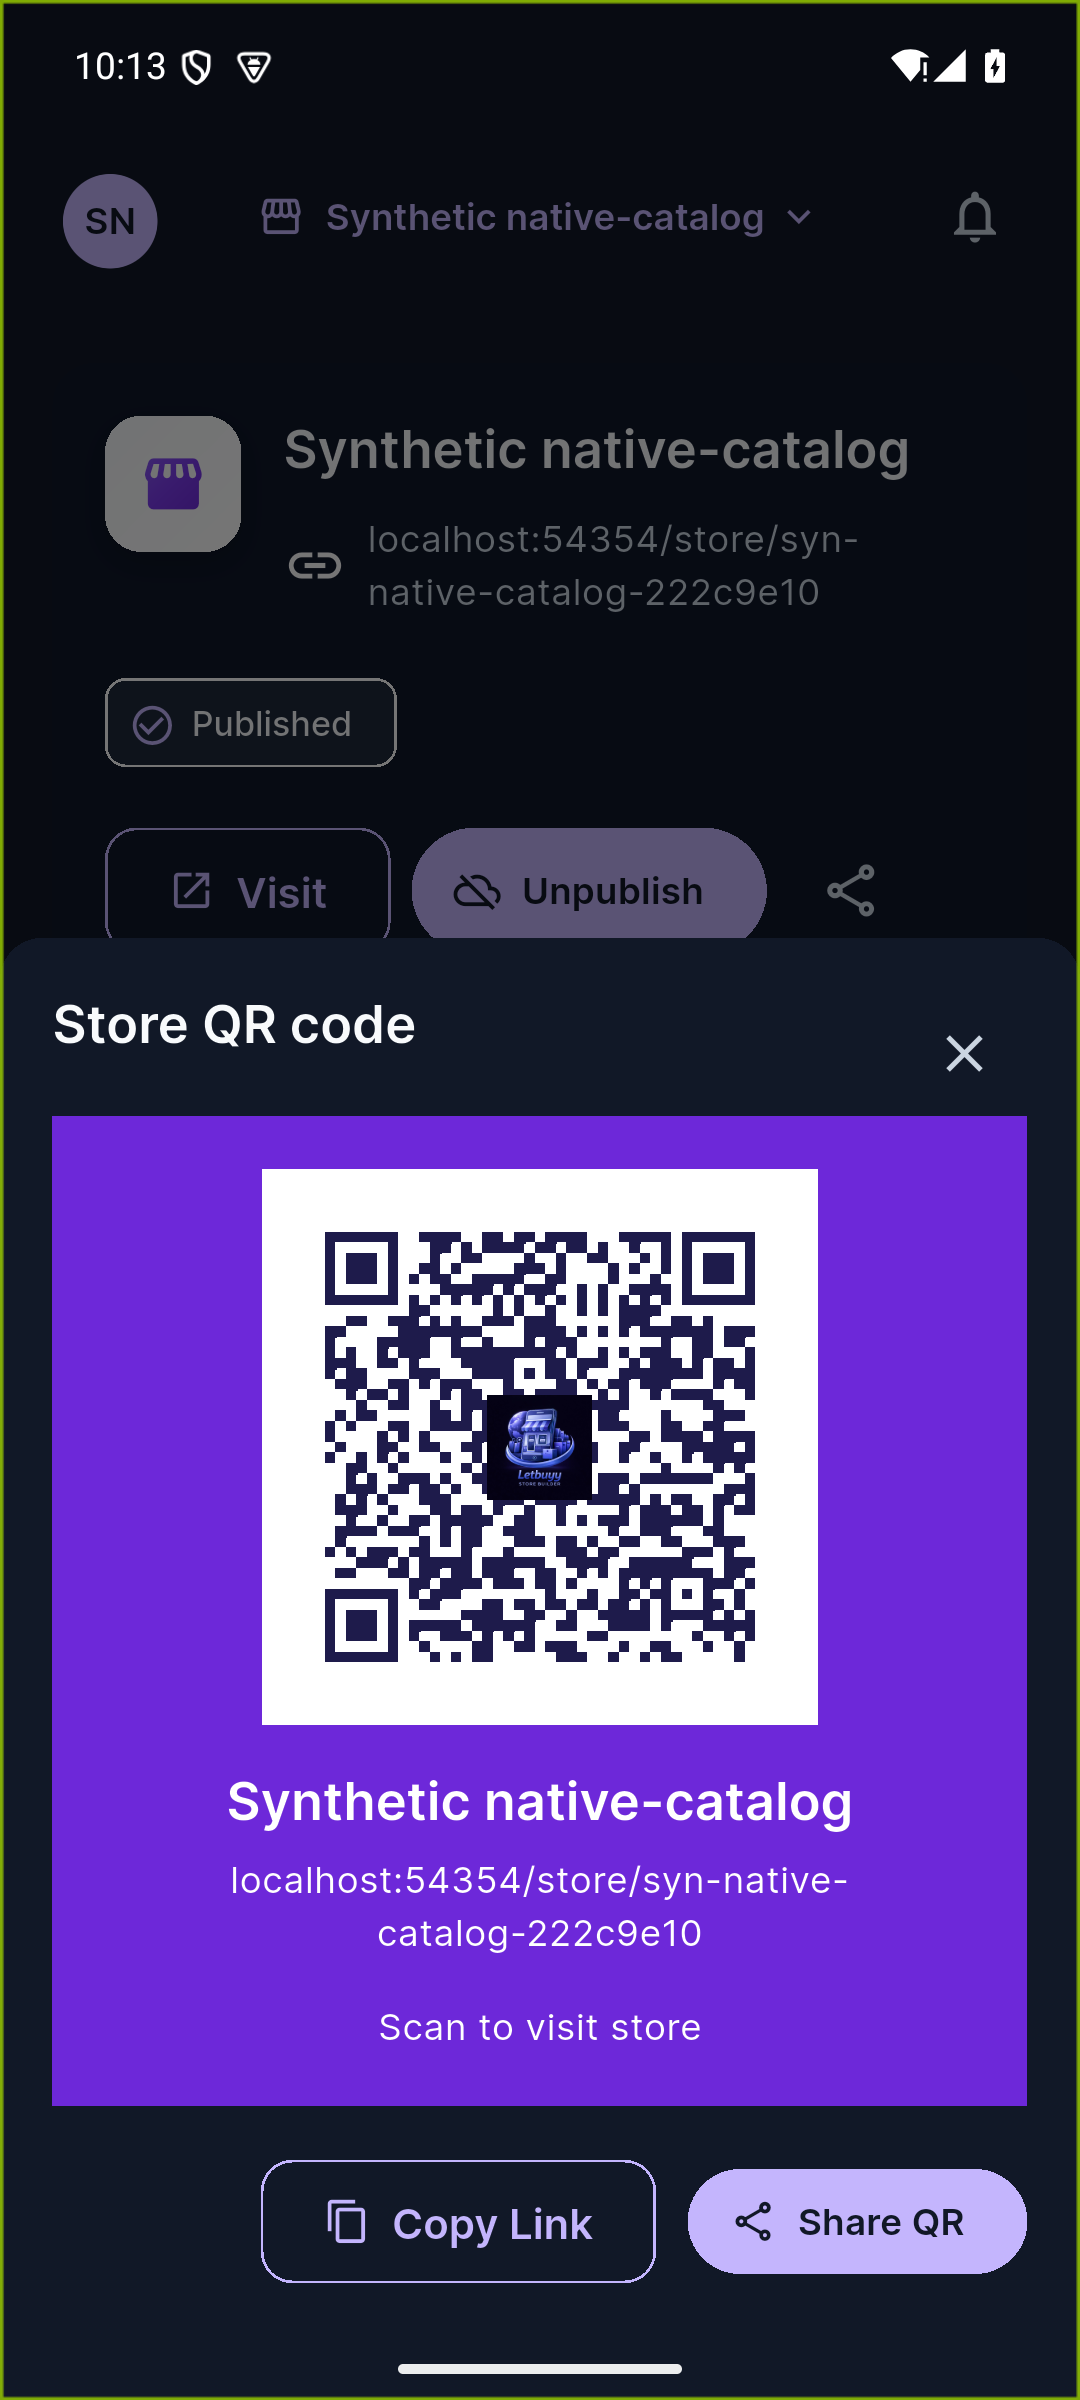 10:13
SN
Synthetic native-catalog
Synthetic native-catalog
localhost:54354/store/syn-
native-catalog-222c9e10
Published
Visit
Unpublish
Store QR code
Letbuyy
STORE BUILDER
Synthetic native-catalog
localhost:54354/store/syn-native-
catalog-222c9e10
Scan to visit store
Copy Link
Share QR